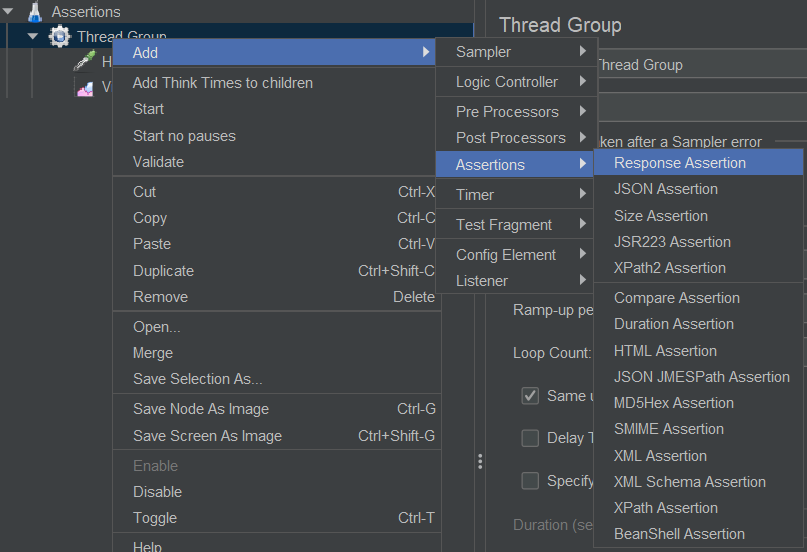 Assertions
Thread Group
H
V
Add
Add Think Times to children
Start
Start no pauses
Validate
Cut Ctrl-X
Copy Ctrl-C
Paste Ctrl-V
Duplicate Ctrl+Shift-C
Remove Delete
Open...
Merge
Save Selection As...
Save Node As Image Ctrl-G
Save Screen As Image Ctrl+Shift-G
Enable
Disable
Toggle Ctrl-T
Help
Sampler
Logic Controller
Pre Processors
Post Processors
Assertions
Timer
Test Fragment
Config Element
Listener
Response Assertion
JSON Assertion
Size Assertion
JSR223 Assertion
XPath2 Assertion
Compare Assertion
Duration Assertion
HTML Assertion
JSON JMESPath Assertion
MD5Hex Assertion
SMIME Assertion
XML Assertion
XML Schema Assertion
XPath Assertion
BeanShell Assertion
Thread Group
Thread Group
ken after a Sampler error
Ramp-up pe
Loop Count:
Same u
Delay T
Specify
Duration (se